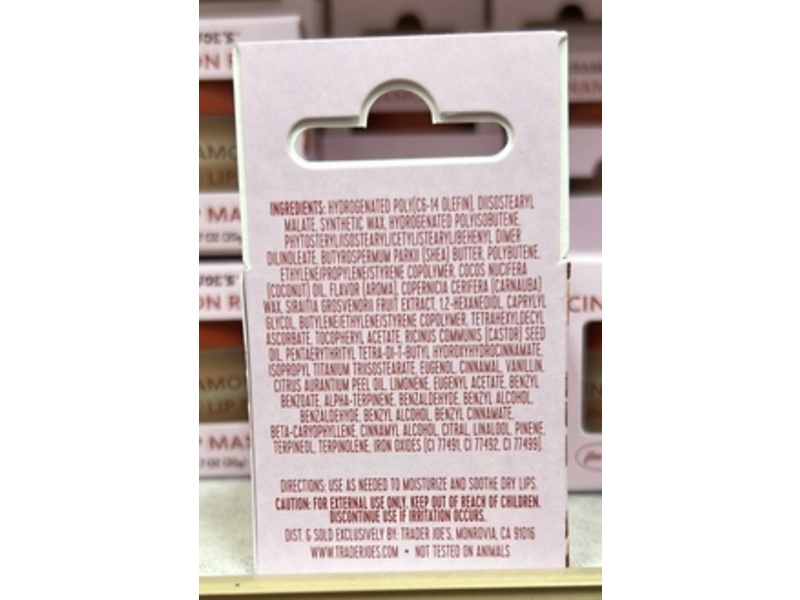 INGREDIENTS: HYDROGENATED POLY(C6-14 OLEFIN), DIISOSTEARYL
MALATE, SYNTHETIC WAX, HYDROGENATED POLYISOBUTENE,
PHYTOSTERYL/ISOSTEARYL/CETYL/STEARYL/BEHENYL DIMER
DILINOLEATE, BUTYROSPERMUM PARKII (SHEA) BUTTER, POLYBUTENE,
ETHYLENE/PROPYLENE/STYRENE COPOLYMER, COCOS NUCIFERA
(COCONUT) OIL, FLAVOR (AROMA), COPERNICIA CERIFERA (CARNAUBA)
WAX, SIRAITIA GROSVENORII FRUIT EXTRACT, 1,2-HEXANEDIOL, CAPRYLYL
GLYCOL, BUTYLENE/ETHYLENE/STYRENE COPOLYMER, TETRAHEXYLDECYL
ASCORBATE, TOCOPHERYL ACETATE, RICINUS COMMUNIS (CASTOR) SEED
OIL, PENTAERYTHRITYL TETRA-DI-T-BUTYL HYDROXYHYDROCINNAMATE,
ISOPROPYL TITANIUM TRIISOSTEARATE, EUGENOL, CINNAMAL, VANILLIN,
CITRUS AURANTIUM PEEL OIL, LIMONENE, EUGENYL ACETATE, BENZYL
BENZOATE, ALPHA-TERPINENE, BENZALDEHYDE, BENZYL ALCOHOL,
BENZALDEHYDE, BENZYL ALCOHOL, BENZYL CINNAMATE,
BETA-CARYOPHYLLENE, CINNAMYL ALCOHOL, CITRAL, LINALOOL, PINENE,
TERPINEOL, TERPINOLENE, IRON OXIDES (CI 77491, CI 77492, CI 77499).
DIRECTIONS: USE AS NEEDED TO MOISTURIZE AND SOOTHE DRY LIPS.
CAUTION: FOR EXTERNAL USE ONLY. KEEP OUT OF REACH OF CHILDREN.
DISCONTINUE USE IF IRRITATION OCCURS.
DIST. & SOLD EXCLUSIVELY BY: TRADER JOE'S, MONROVIA, CA 91016
WWW.TRADERJOES.COM • NOT TESTED ON ANIMALS